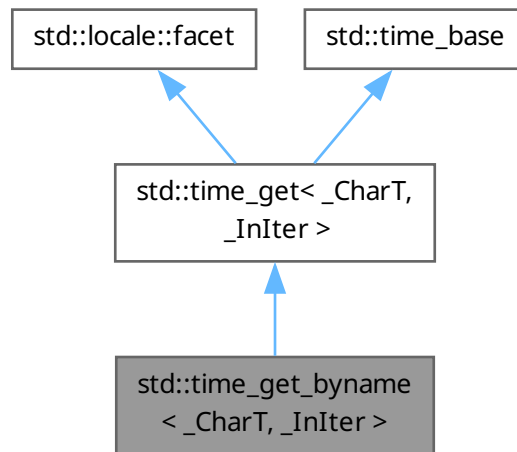 std::locale::facet
std::time_base
std::time_get< _CharT,
_InIter >
std::time_get_byname
< _CharT, _InIter >